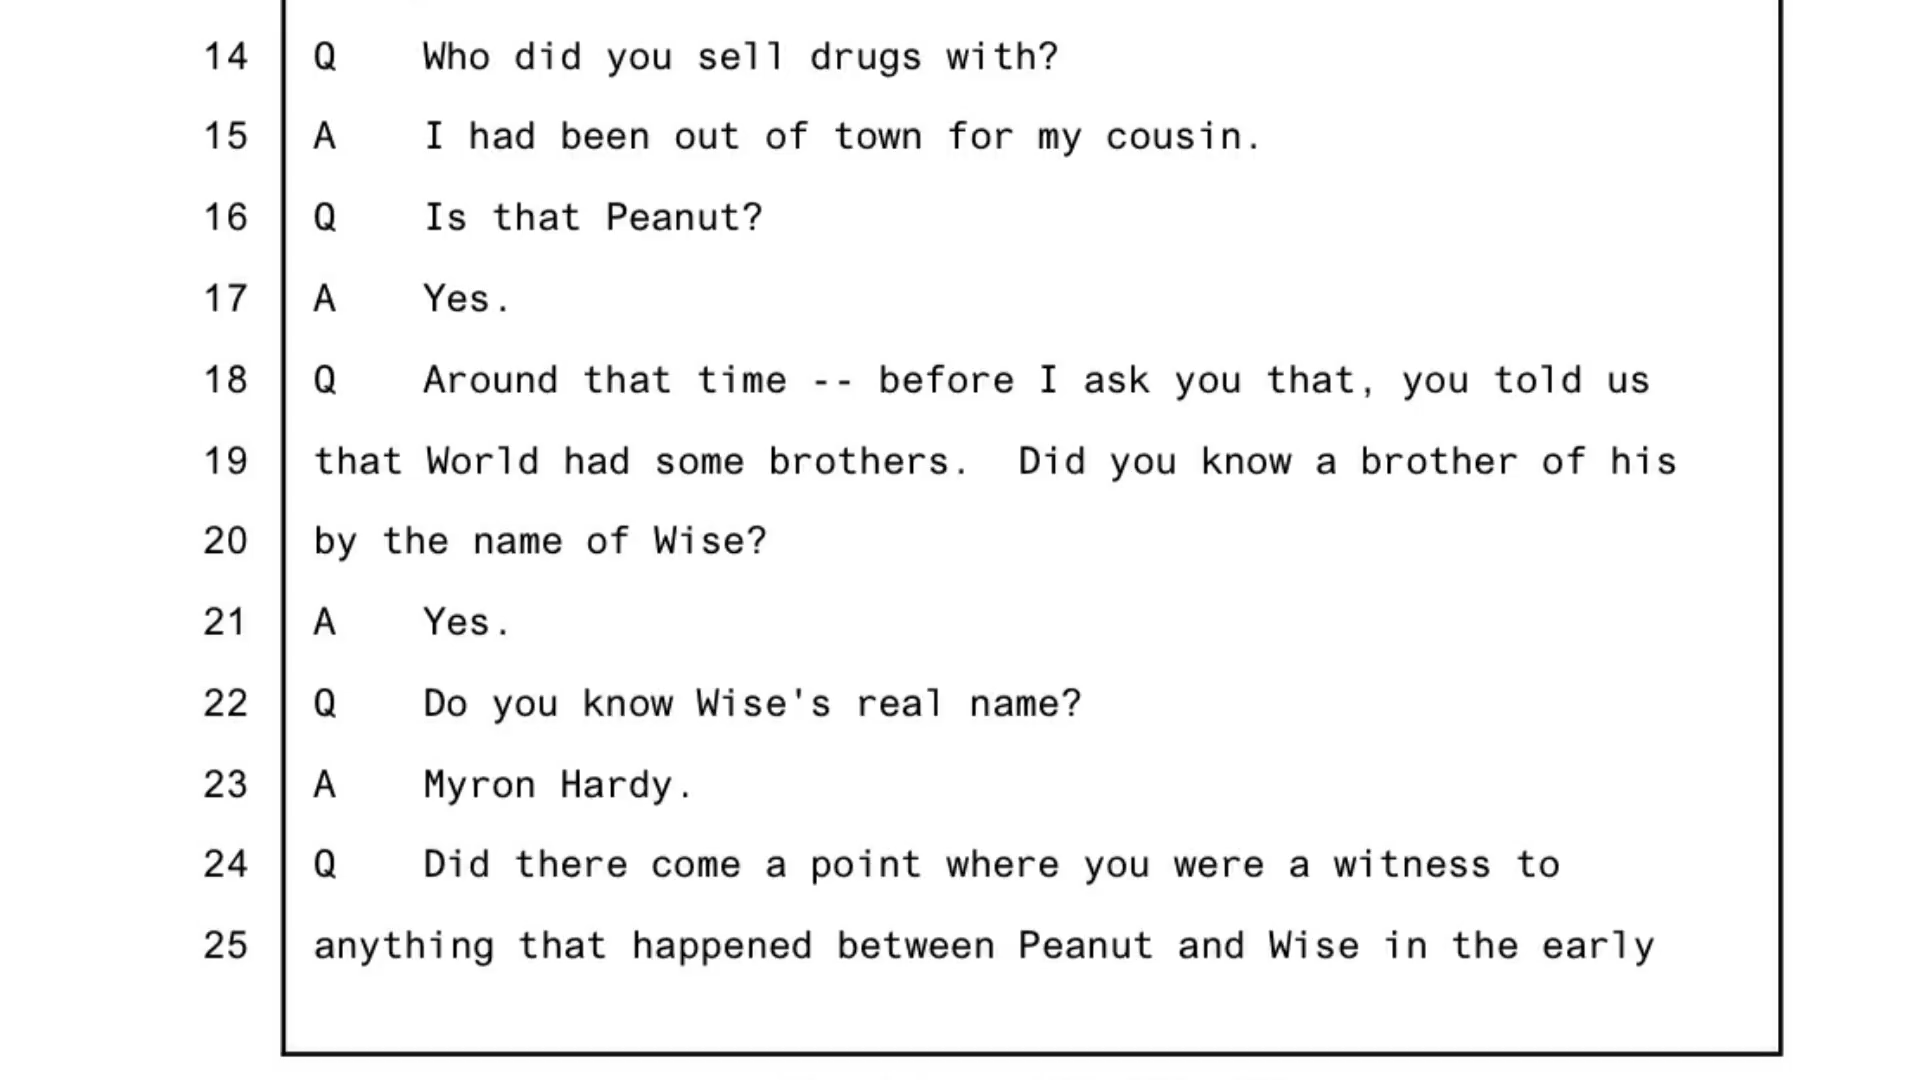 14 Q Who did you sell drugs with?
15 A I had been out of town for my cousin.
16 Q Is that Peanut?
17 A Yes.
18 Q Around that time -- before I ask you that, you told us
19 that World had some brothers. Did you know a brother of his
20 by the name of Wise?
21 A Yes.
22 Q Do you know Wise's real name?
23 A Myron Hardy.
24 Q Did there come a point where you were a witness to
25 anything that happened between Peanut and Wise in the early